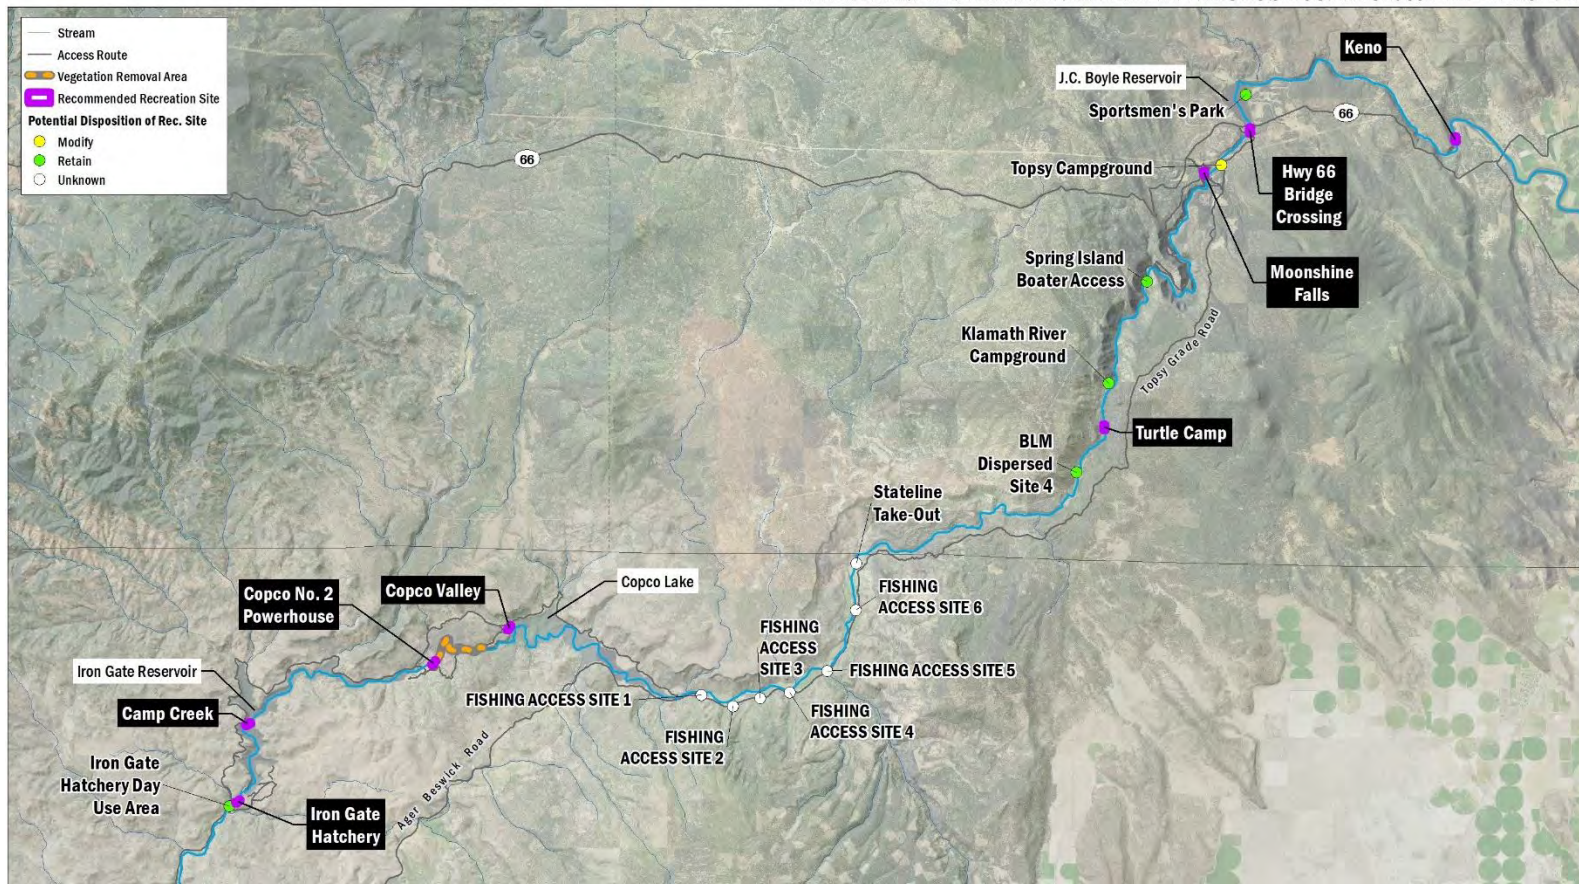 Stream
Access Route
Vegetation Removal Area
Recommended Recreation Site
Potential Disposition of Rec. Site
Modify
Retain
Unknown
Keno
J.C. Boyle Reservoir
Sportsmen's Park
66
66
Topsy Campground
Hwy 66
Bridge
Crossing
Moonshine
Falls
Spring Island
Boater Access
Topsy Grade Road
Klamath River
Campground
Turtle Camp
BLM
Dispersed
Site 4
Stateline
Take-Out
Copco Lake
Copco Valley
Copco No. 2
Powerhouse
FISHING
ACCESS SITE 6
FISHING
ACCESS
SITE 3
FISHING ACCESS SITE 5
FISHING ACCESS SITE 1
FISHING
ACCESS SITE 4
FISHING
ACCESS SITE 2
Iron Gate Reservoir
Camp Creek
Iron Gate
Hatchery Day
Use Area
Iron Gate
Hatchery
Ager Beswick Road